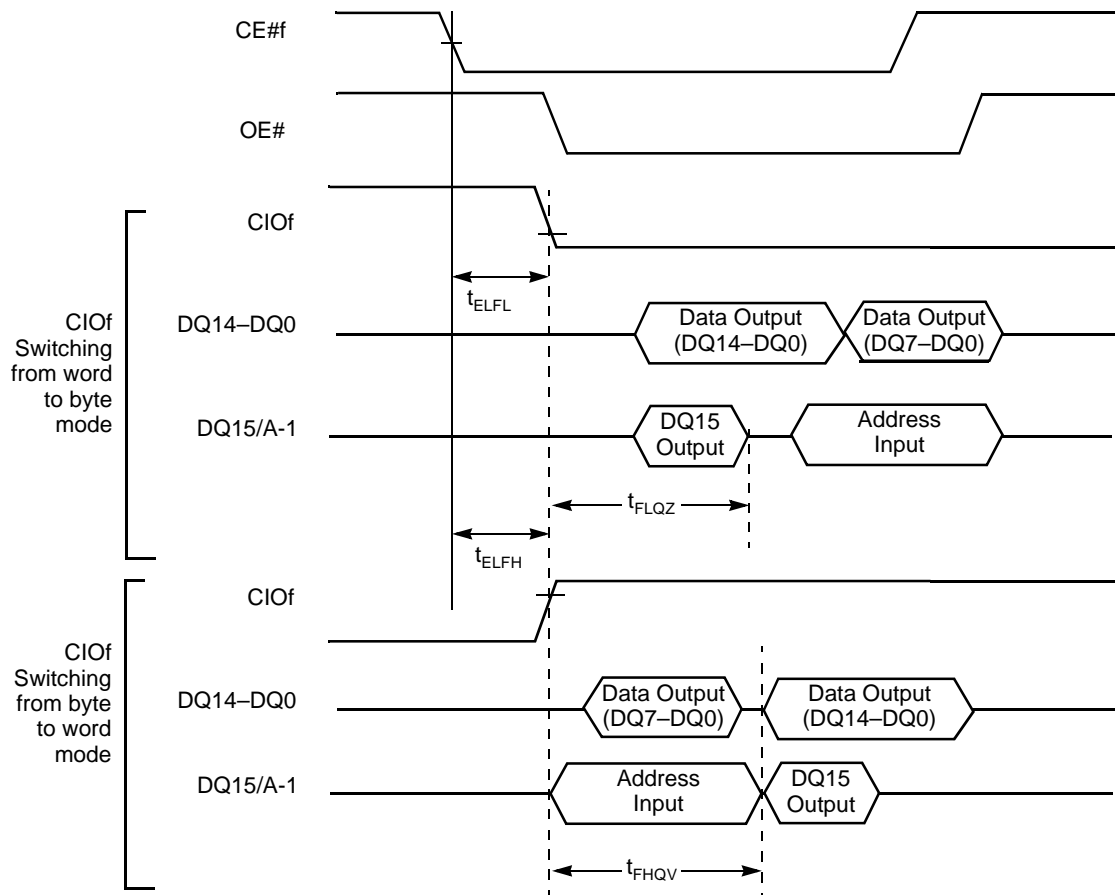 CE#f
OE#
CIOf
tELFL
CIOf
Switching
from word
to byte
mode
DQ14–DQ0
Data Output
(DQ14–DQ0)
Data Output
(DQ7–DQ0)
DQ15/A-1
DQ15
Output
Address
Input
tFLQZ
tELFH
CIOf
CIOf
Switching
from byte
to word
mode
DQ14–DQ0
Data Output
(DQ7–DQ0)
Data Output
(DQ14–DQ0)
DQ15/A-1
Address
Input
DQ15
Output
tFHQV